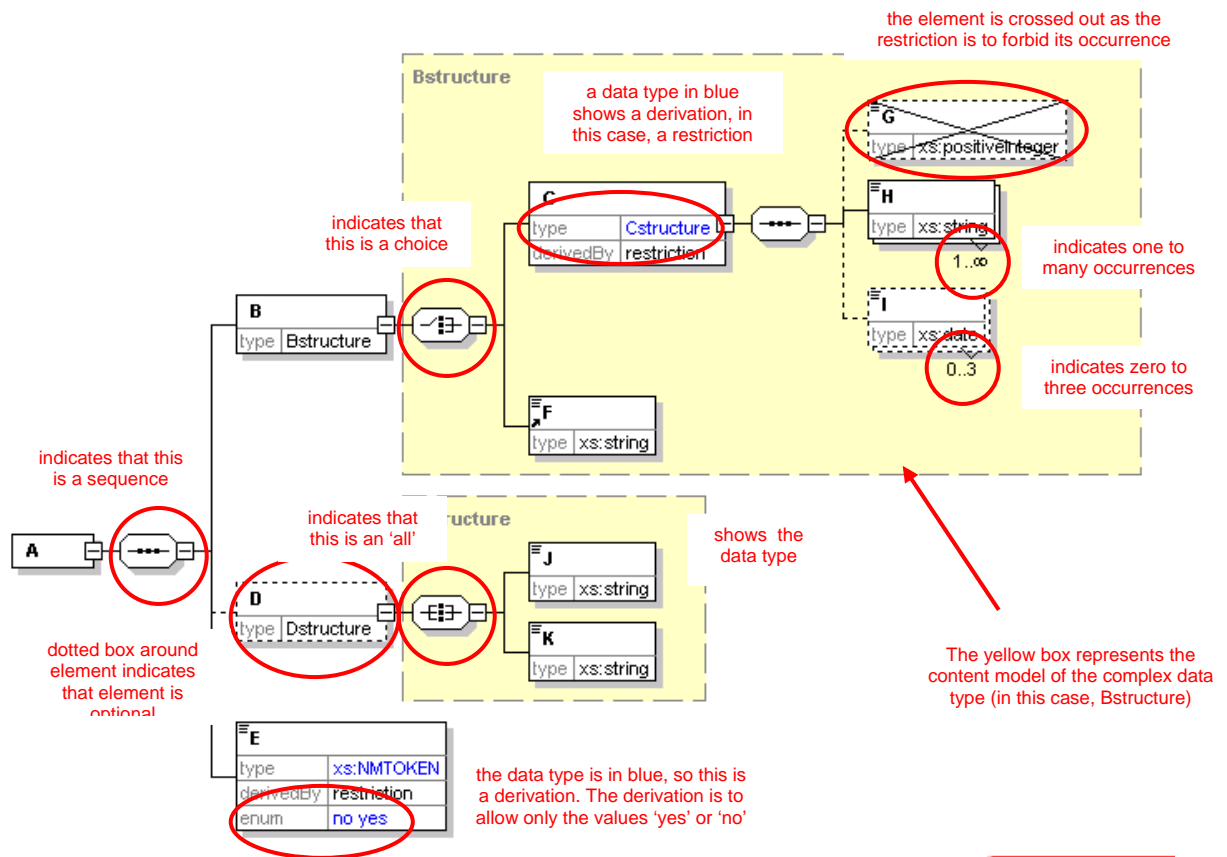 the element is crossed out as the
restriction is to forbid its occurrence
Bstructure
a data type in blue
shows a derivation, in
this case, a restriction
G
type xs:positiveInteger
indicates that
this is a choice
C
type Cstructure
derivedBy restriction
H
type xs:string
1..∞
indicates one to
many occurrences
B
type Bstructure
I
type xs:date
0..3
indicates zero to
three occurrences
F
type xs:string
indicates that this
is a sequence
A
indicates that
this is an ‘all’
ructure
shows the
data type
J
type xs:string
D
type Dstructure
K
type xs:string
dotted box around
element indicates
that element is
optional
The yellow box represents the
content model of the complex data
type (in this case, Bstructure)
E
type xs:NMTOKEN
derivedBy restriction
enum no yes
the data type is in blue, so this is
a derivation. The derivation is to
allow only the values ‘yes’ or ‘no’